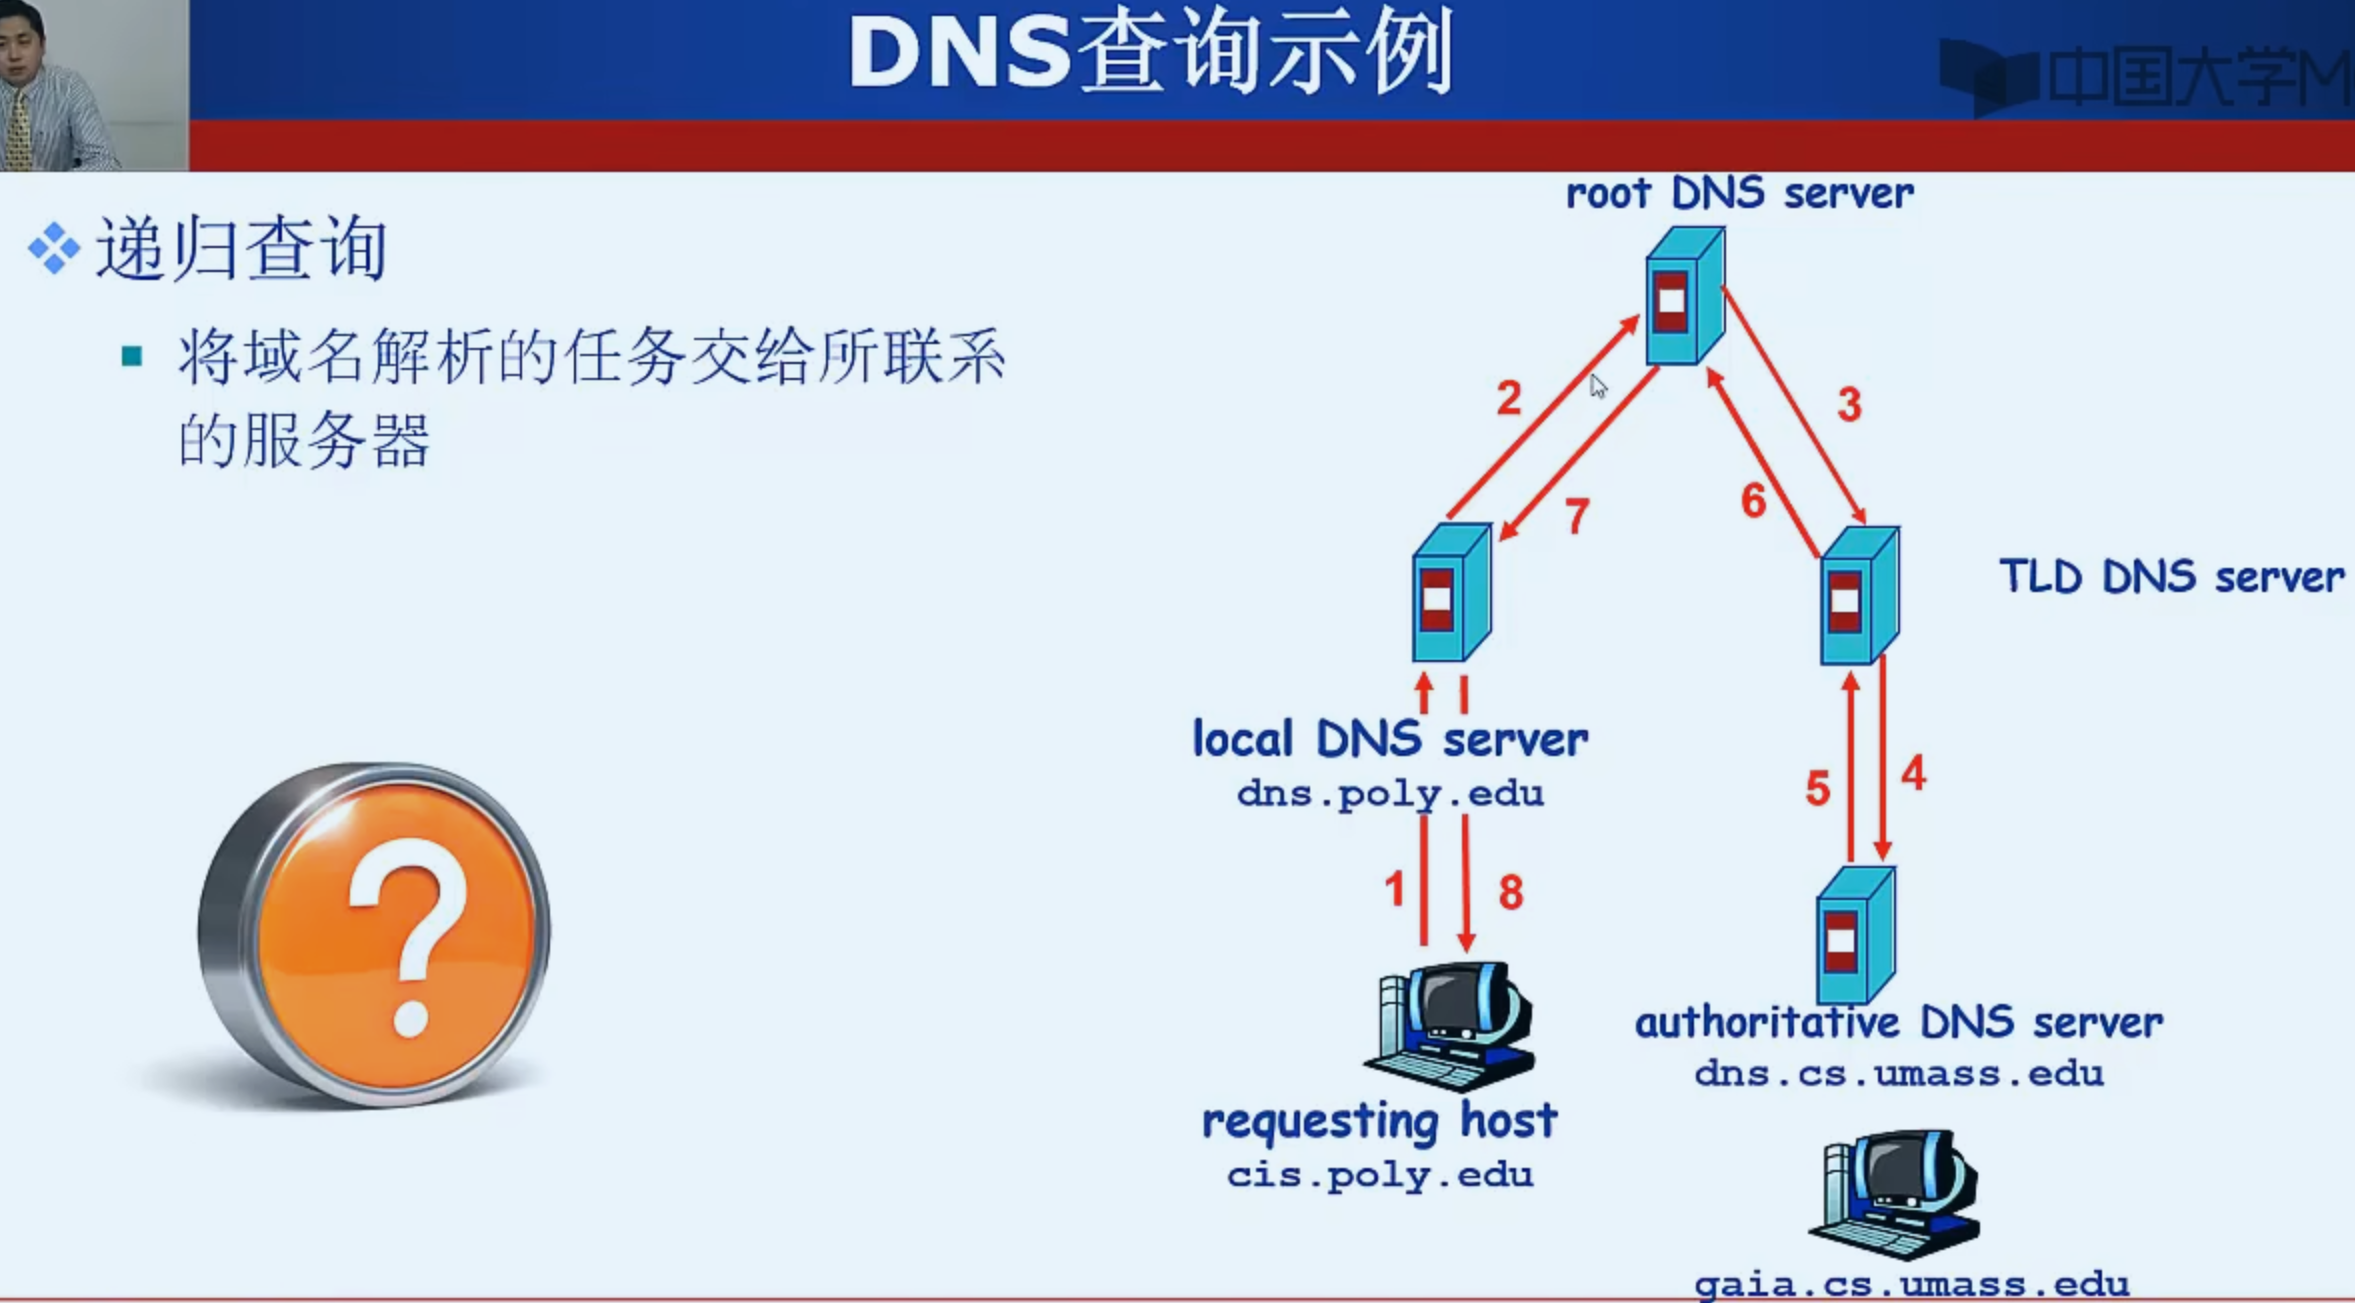 DNS查询示例
中国大学M
递归查询
将域名解析的任务交给所联系
的服务器
root DNS server
2
3
7
6
TLD DNS server
local DNS server
dns.poly.edu
5
4
1
8
authoritative DNS server
dns.cs.umass.edu
requesting host
cis.poly.edu
gaia.cs.umass.edu